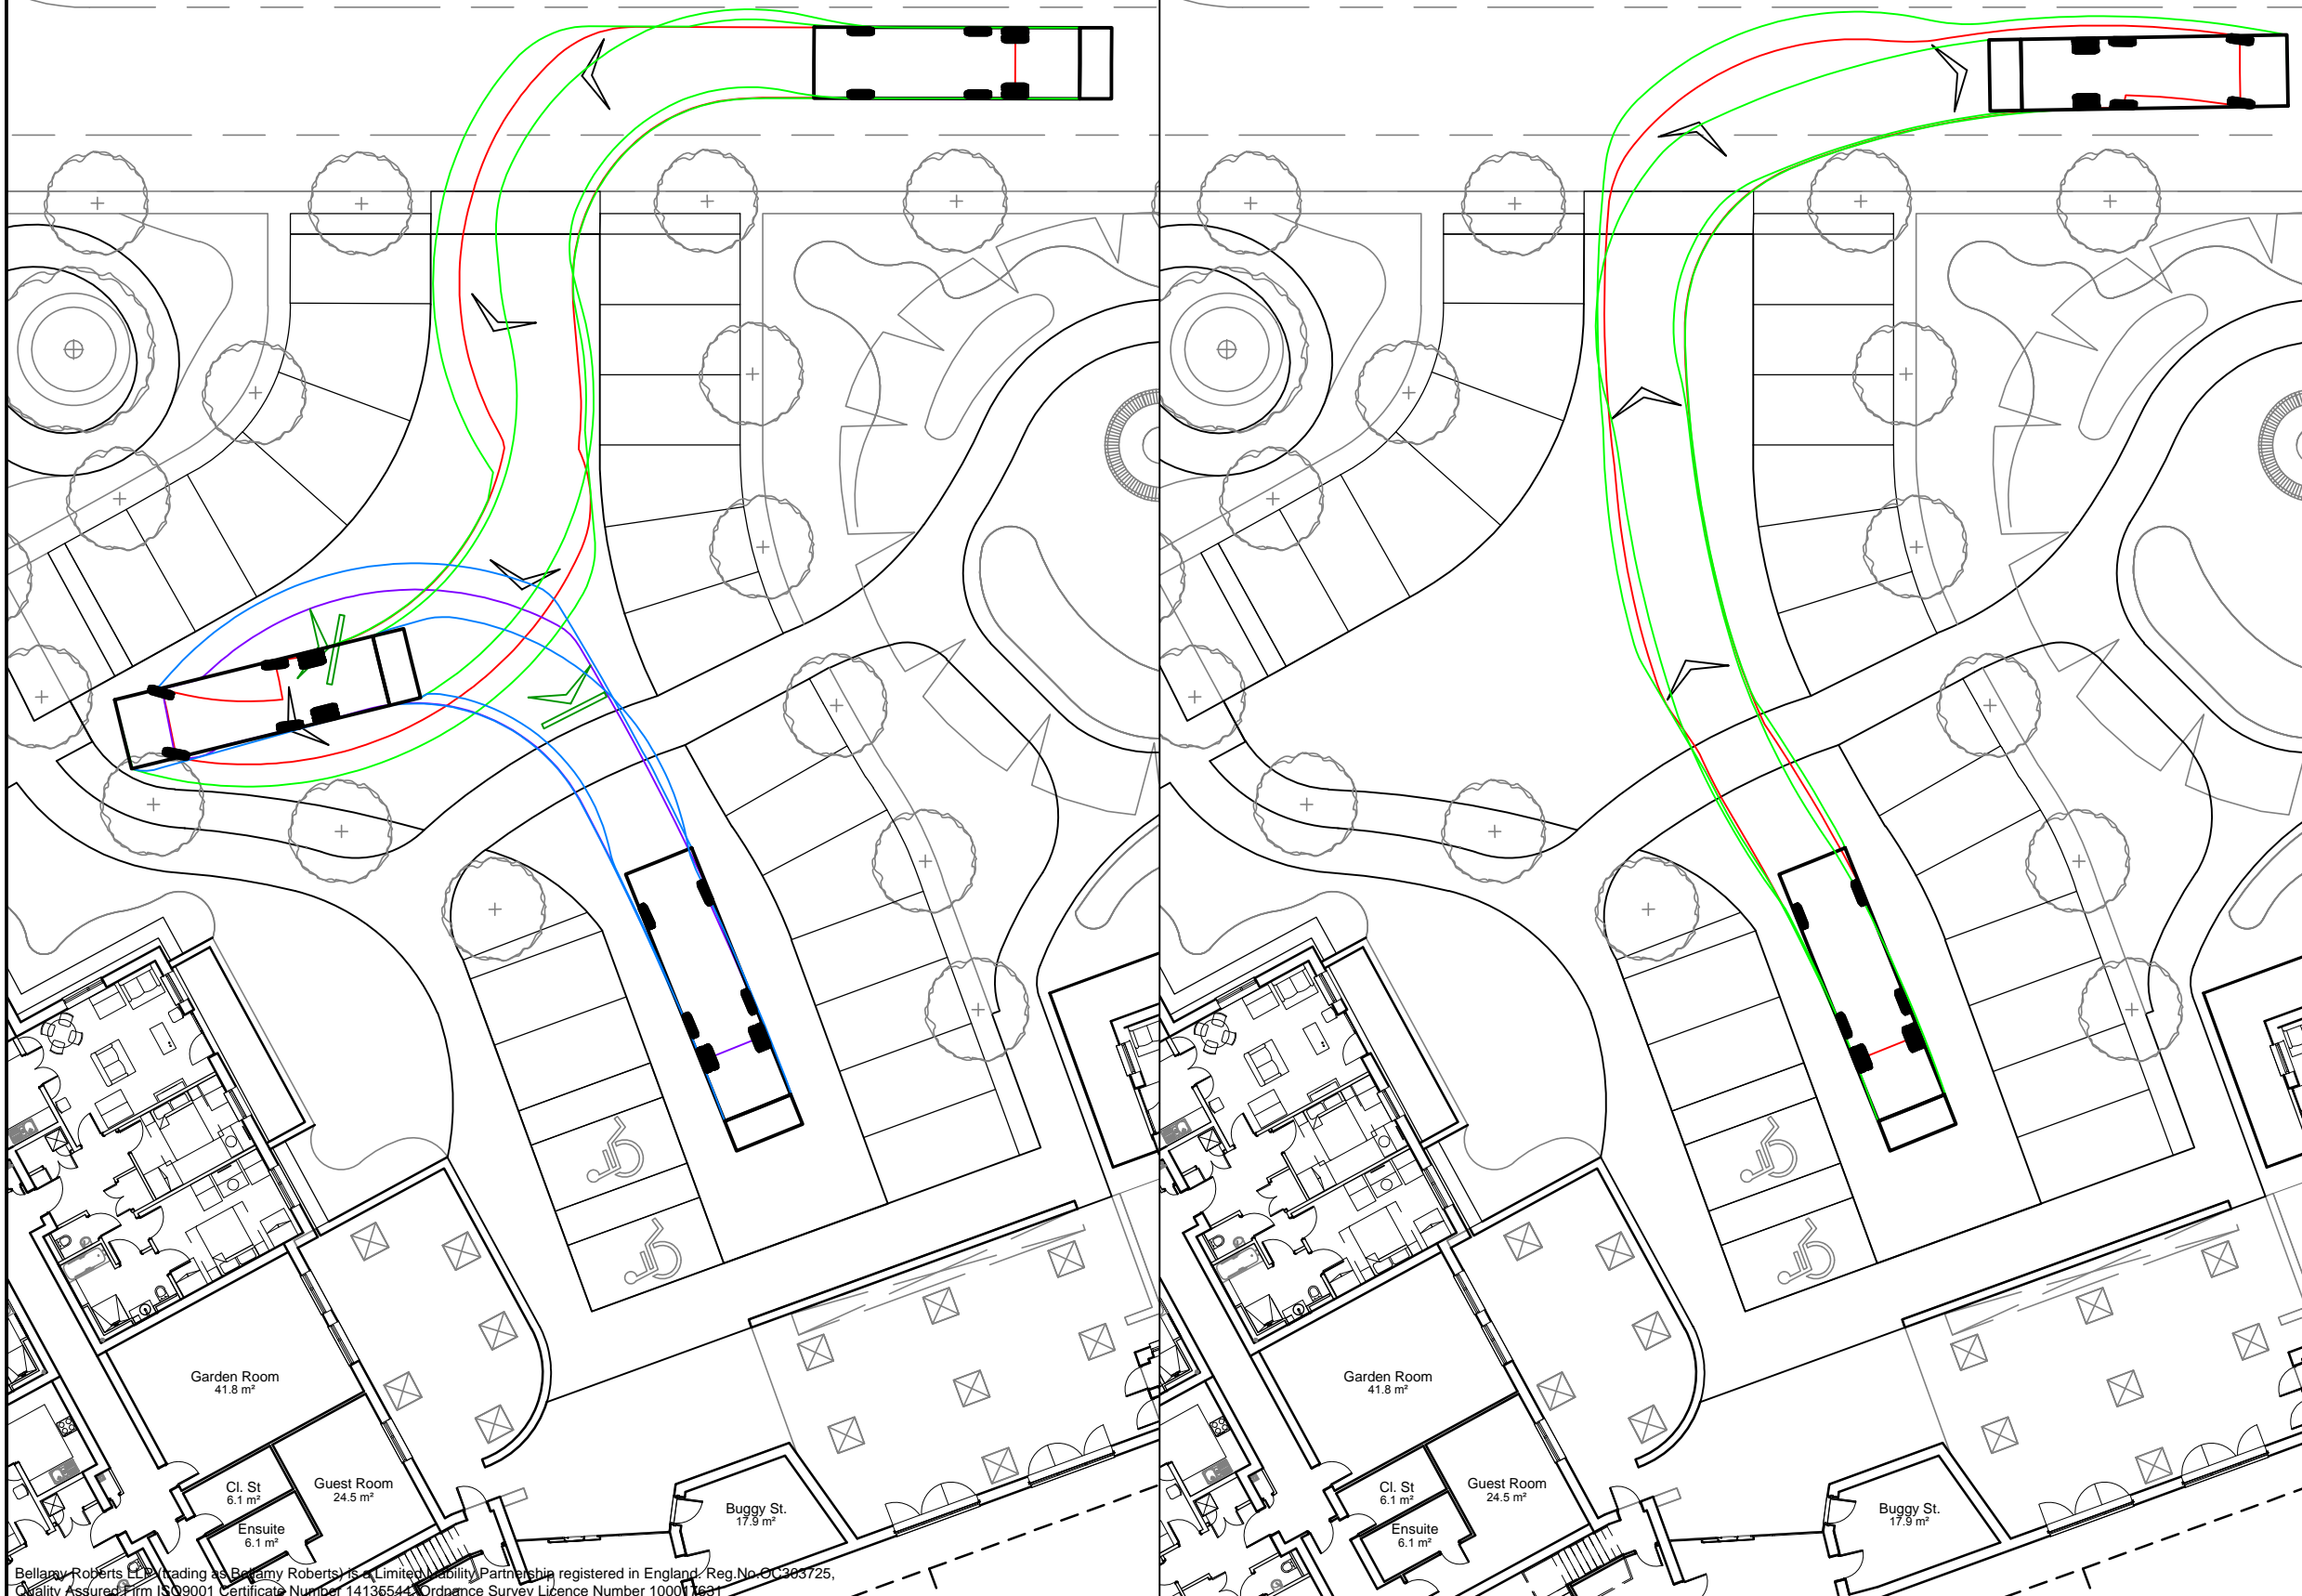 Garden Room
41.8 m²
Cl. St
6.1 m²
Guest Room
24.5 m²
Ensuite
6.1 m²
Buggy St.
17.9 m²
Bellamy Roberts LLP (trading as Bellamy Roberts) is a Limited Liability Partnership registered in England. Reg.No.OC303725,
Quality Assured Firm ISO9001 Certificate Number 14135544. Ordnance Survey Licence Number 100017631
Garden Room
41.8 m²
Cl. St
6.1 m²
Guest Room
24.5 m²
Ensuite
6.1 m²
Buggy St.
17.9 m²